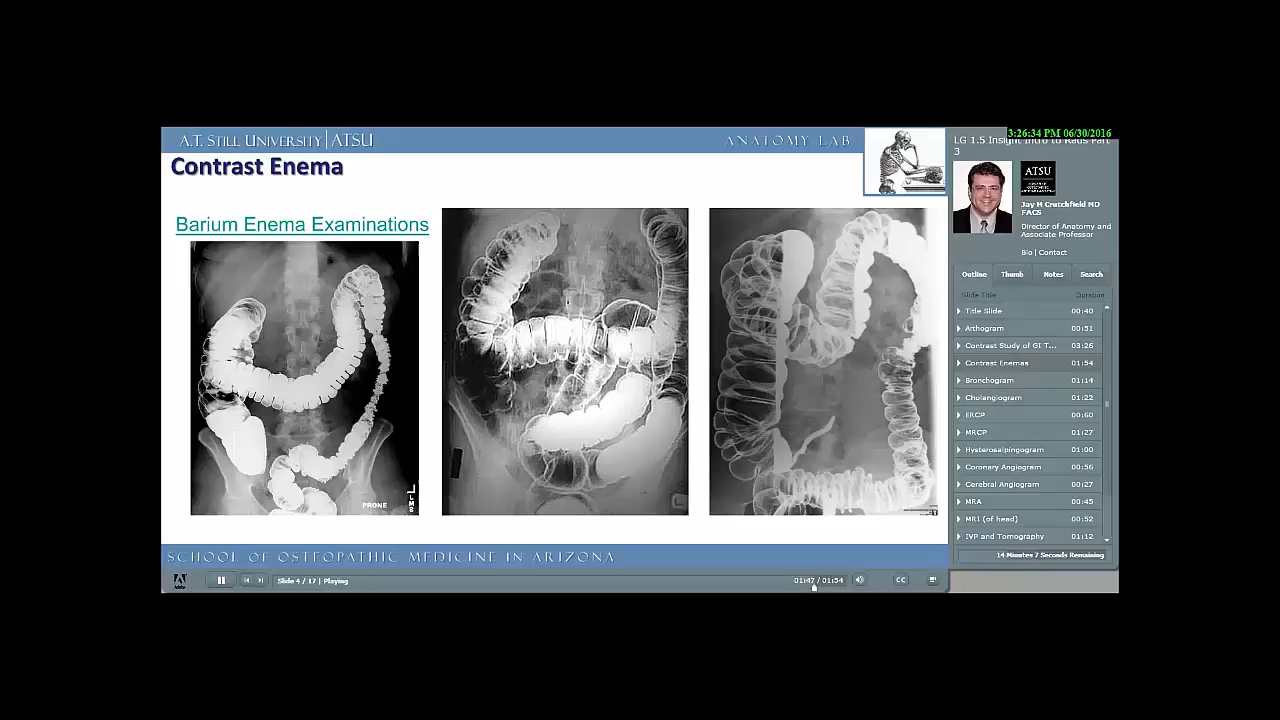 A.T. STILL UNIVERSITY | ATSU
ANATOMY LAB
Contrast Enema
Barium Enema Examinations
PRONE
SCHOOL OF OSTEOPATHIC MEDICINE IN ARIZONA
Slide 4 / 17 | Playing
01:47 / 01:54
CC
3:26:34 PM 06/30/2016
LG 1.5 Insight Intro to Rads Part
3
ATSU
Jay M Crutchfield MD
FACS
Director of Anatomy and
Associate Professor
Bio | Contact
Outline Thumb Notes Search
Slide Title Duration
Title Slide 00:40
Arthogram 00:51
Contrast Study of GI T... 03:26
Contrast Enemas 01:54
Bronchogram 01:14
Cholangiogram 01:22
ERCP 00:60
MRCP 01:27
Hysterosalpingogram 01:00
Coronary Angiogram 00:56
Cerebral Angiogram 00:27
MRA 00:45
MRI (of head) 00:52
IVP and Tomography 01:12
14 Minutes 7 Seconds Remaining